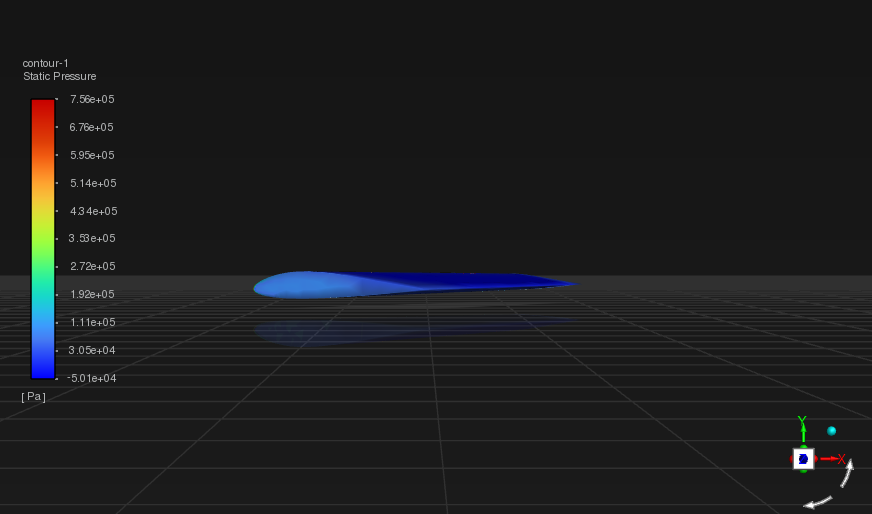 contour-1
Static Pressure
7.56e+05
6.76e+05
5.95e+05
5.14e+05
4.34e+05
3.53e+05
2.72e+05
1.92e+05
1.11e+05
3.05e+04
-5.01e+04
[ Pa ]
Y
X